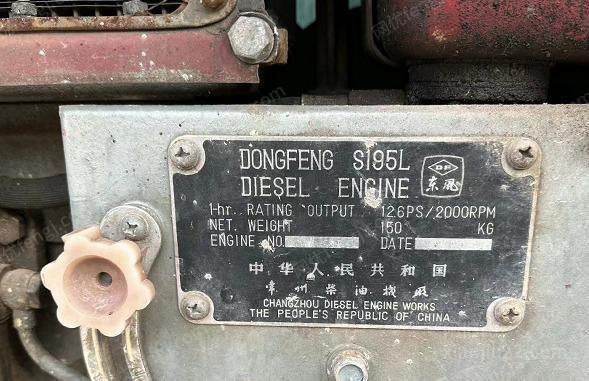 DONGFENG S195L
DIESEL ENGINE
DF
东风
1-hr. RATING OUTPUT 12.6PS/2000RPM
NET. WEIGHT 150 KG
ENGINE NO. DATE
中华人民共和国
常州柴油机厂
CHANGZHOU DIESEL ENGINE WORKS
THE PEOPLE'S REPUBLIC OF CHINA